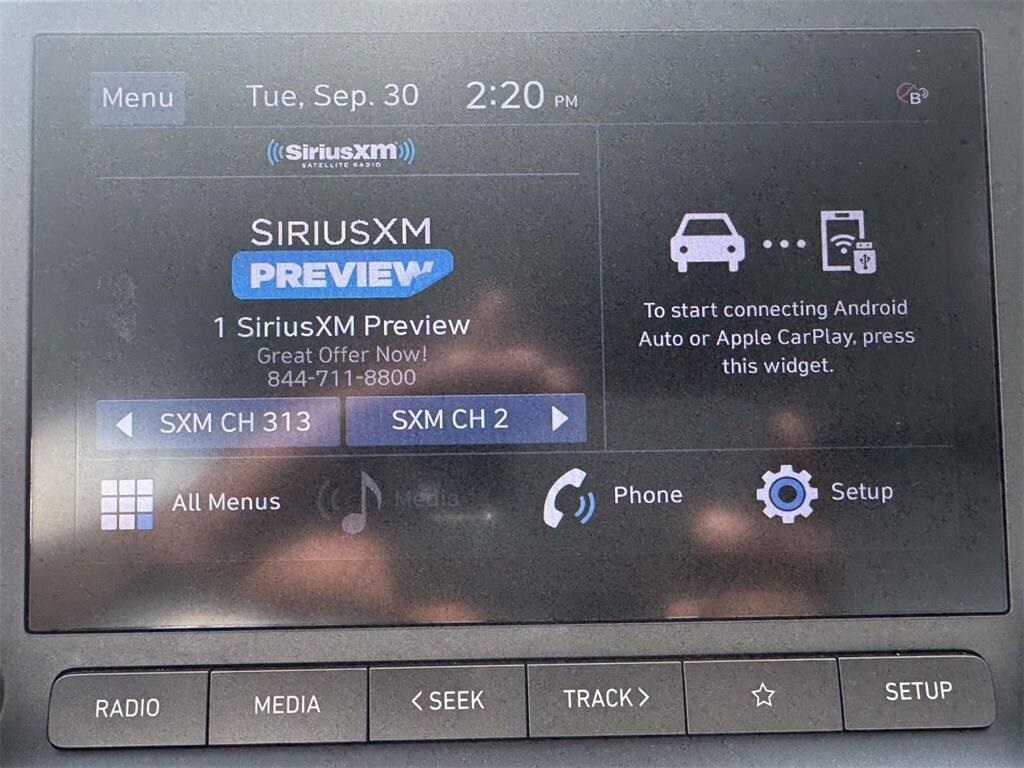 Menu
Tue, Sep. 30
2:20 PM
B
SiriusXM
SATELLITE RADIO
SIRIUSXM
PREVIEW
1 SiriusXM Preview
Great Offer Now!
844-711-8800
SXM CH 313
SXM CH 2
To start connecting Android
Auto or Apple CarPlay, press
this widget.
All Menus
Media
Phone
Setup
RADIO
MEDIA
<SEEK
TRACK>
SETUP